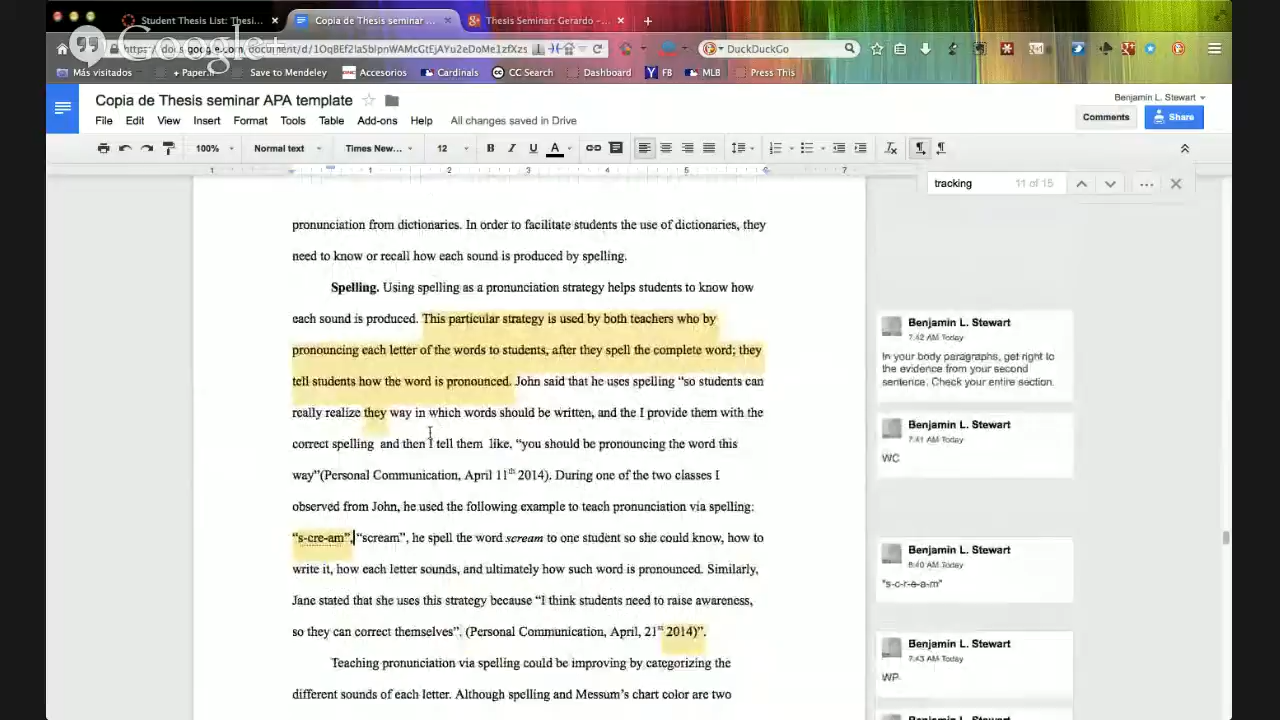 Student Thesis List: Thesi...
Copia de Thesis seminar ...
Thesis Seminar: Gerardo – ...
Google+
DuckDuckGo
Más visitados
+ Paper.li
Save to Mendeley
Accesorios
Cardinals
CC Search
Dashboard
FB
MLB
Press This
Copia de Thesis seminar APA template
Benjamin L. Stewart
File Edit View Insert Format Tools Table Add-ons Help All changes saved in Drive
Comments
Share
100% Normal text Times New... 12 B I U A
1 1 2 3 4 5 6 7
tracking 11 of 15
pronunciation from dictionaries. In order to facilitate students the use of dictionaries, they
need to know or recall how each sound is produced by spelling.
Spelling. Using spelling as a pronunciation strategy helps students to know how
each sound is produced. This particular strategy is used by both teachers who by
pronouncing each letter of the words to students, after they spell the complete word; they
tell students how the word is pronounced. John said that he uses spelling “so students can
really realize they way in which words should be written, and the I provide them with the
correct spelling and then I tell them like, “you should be pronouncing the word this
way”(Personal Communication, April 11th 2014). During one of the two classes I
observed from John, he used the following example to teach pronunciation via spelling:
“s-cre-am”, “scream”, he spell the word scream to one student so she could know, how to
write it, how each letter sounds, and ultimately how such word is pronounced. Similarly,
Jane stated that she uses this strategy because “I think students need to raise awareness,
so they can correct themselves”. (Personal Communication, April, 21st 2014)”.
Teaching pronunciation via spelling could be improving by categorizing the
different sounds of each letter. Although spelling and Messum’s chart color are two
Benjamin L. Stewart
7:42 AM Today
In your body paragraphs, get right to
the evidence from your second
sentence. Check your entire section.
Benjamin L. Stewart
7:41 AM Today
WC
Benjamin L. Stewart
6:40 AM Today
"s-c-r-e-a-m"
Benjamin L. Stewart
7:43 AM Today
WP